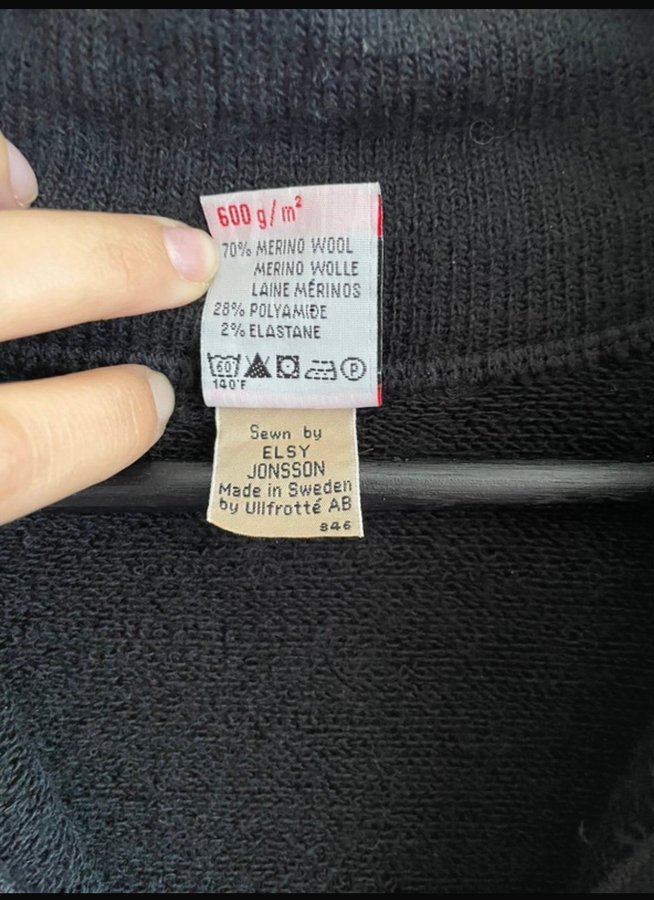 600 g/m²
70% MERINO WOOL
MERINO WOLLE
LAINE MÉRINOS
28% POLYAMIDE
2% ELASTANE
60
P
140°F
Sewn by
ELSY
JONSSON
Made in Sweden
by Ullfrotté AB
846